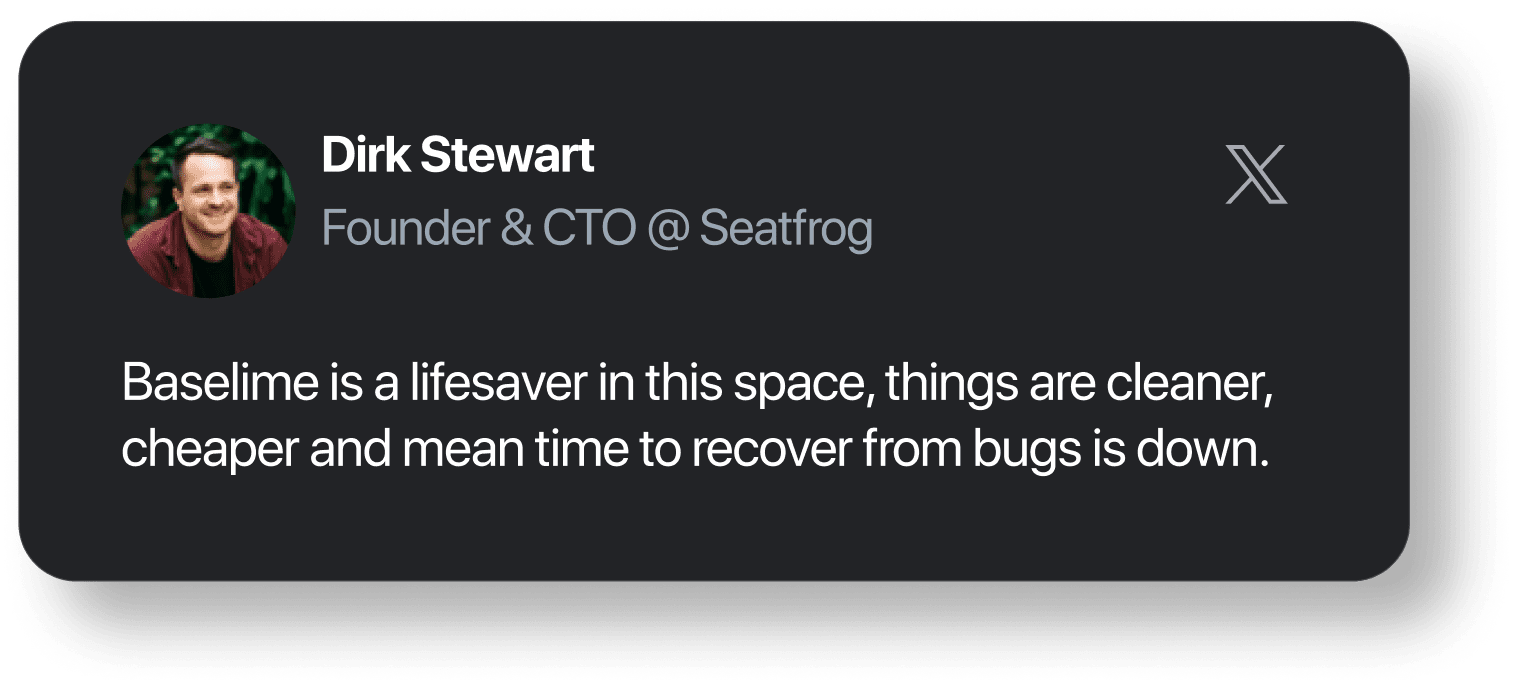 Dirk Stewart
Founder & CTO @ Seatfrog
Baselime is a lifesaver in this space, things are cleaner,
cheaper and mean time to recover from bugs is down.